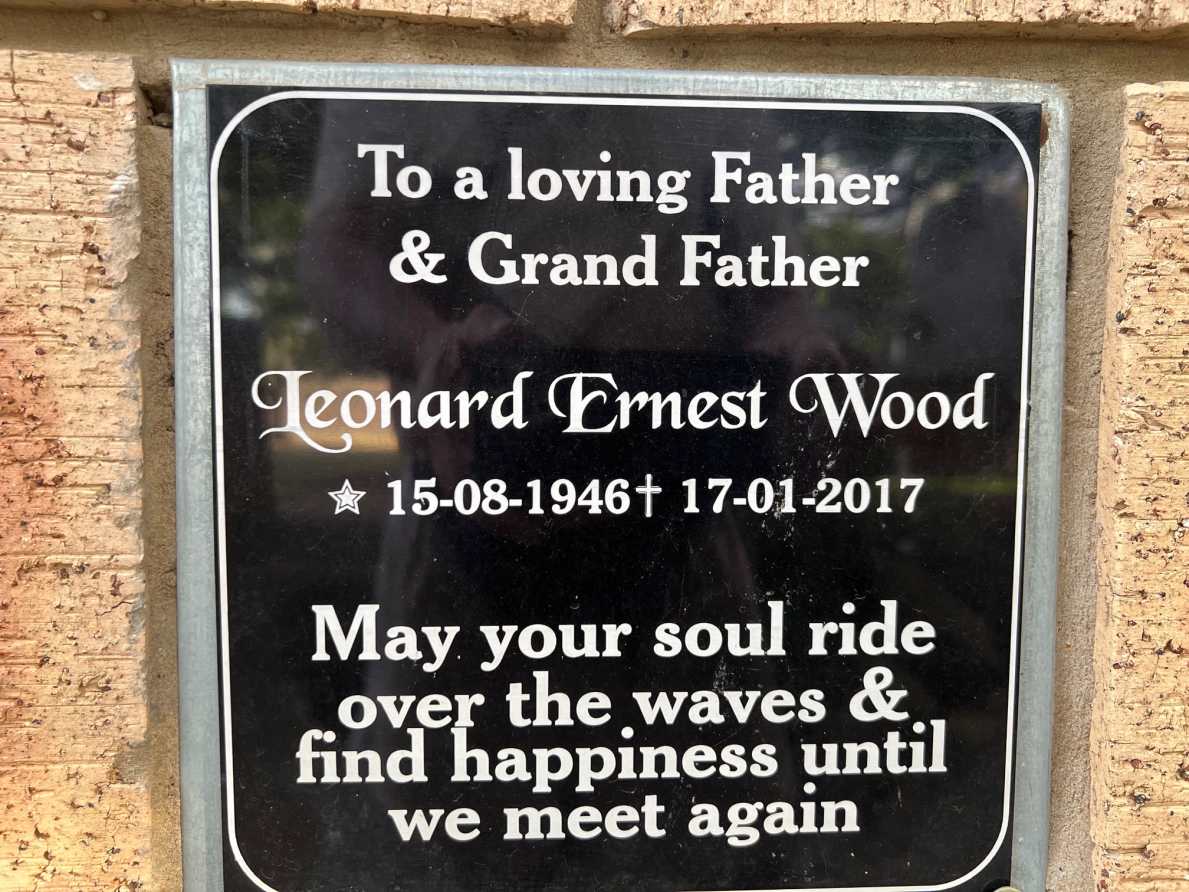 To a loving Father
& Grand Father
Leonard Ernest Wood
☆ 15-08-1946 ✝ 17-01-2017
May your soul ride
over the waves &
find happiness until
we meet again